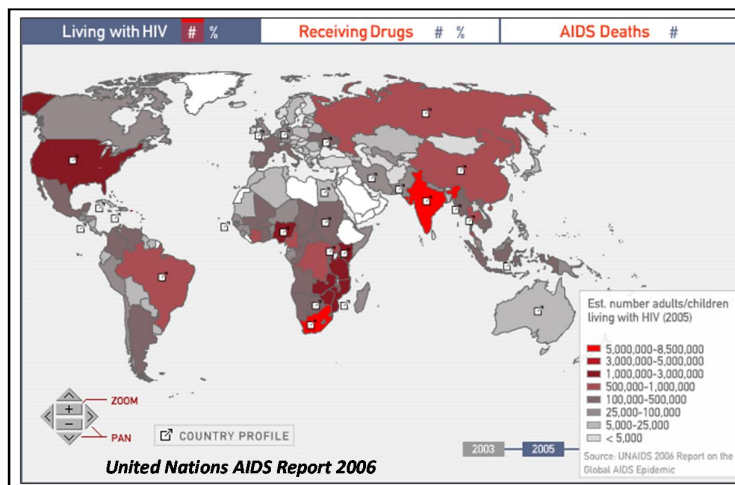 Living with HIV # %
Receiving Drugs # %
AIDS Deaths #
Est. number adults/children
living with HIV (2005)
5,000,000-8,500,000
3,000,000-5,000,000
1,000,000-3,000,000
500,000-1,000,000
100,000-500,000
25,000-100,000
5,000-25,000
< 5,000
Source: UNAIDS 2006 Report on the
Global AIDS Epidemic
ZOOM
PAN
COUNTRY PROFILE
2003
2005
United Nations AIDS Report 2006